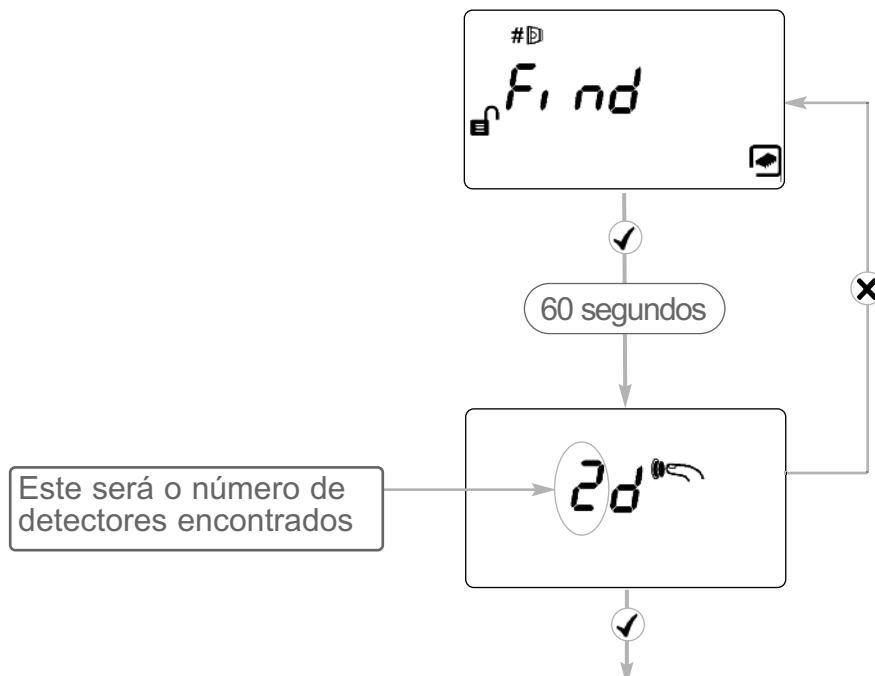 #
Find
60 segundos
2d
Este será o número de
detectores encontrados